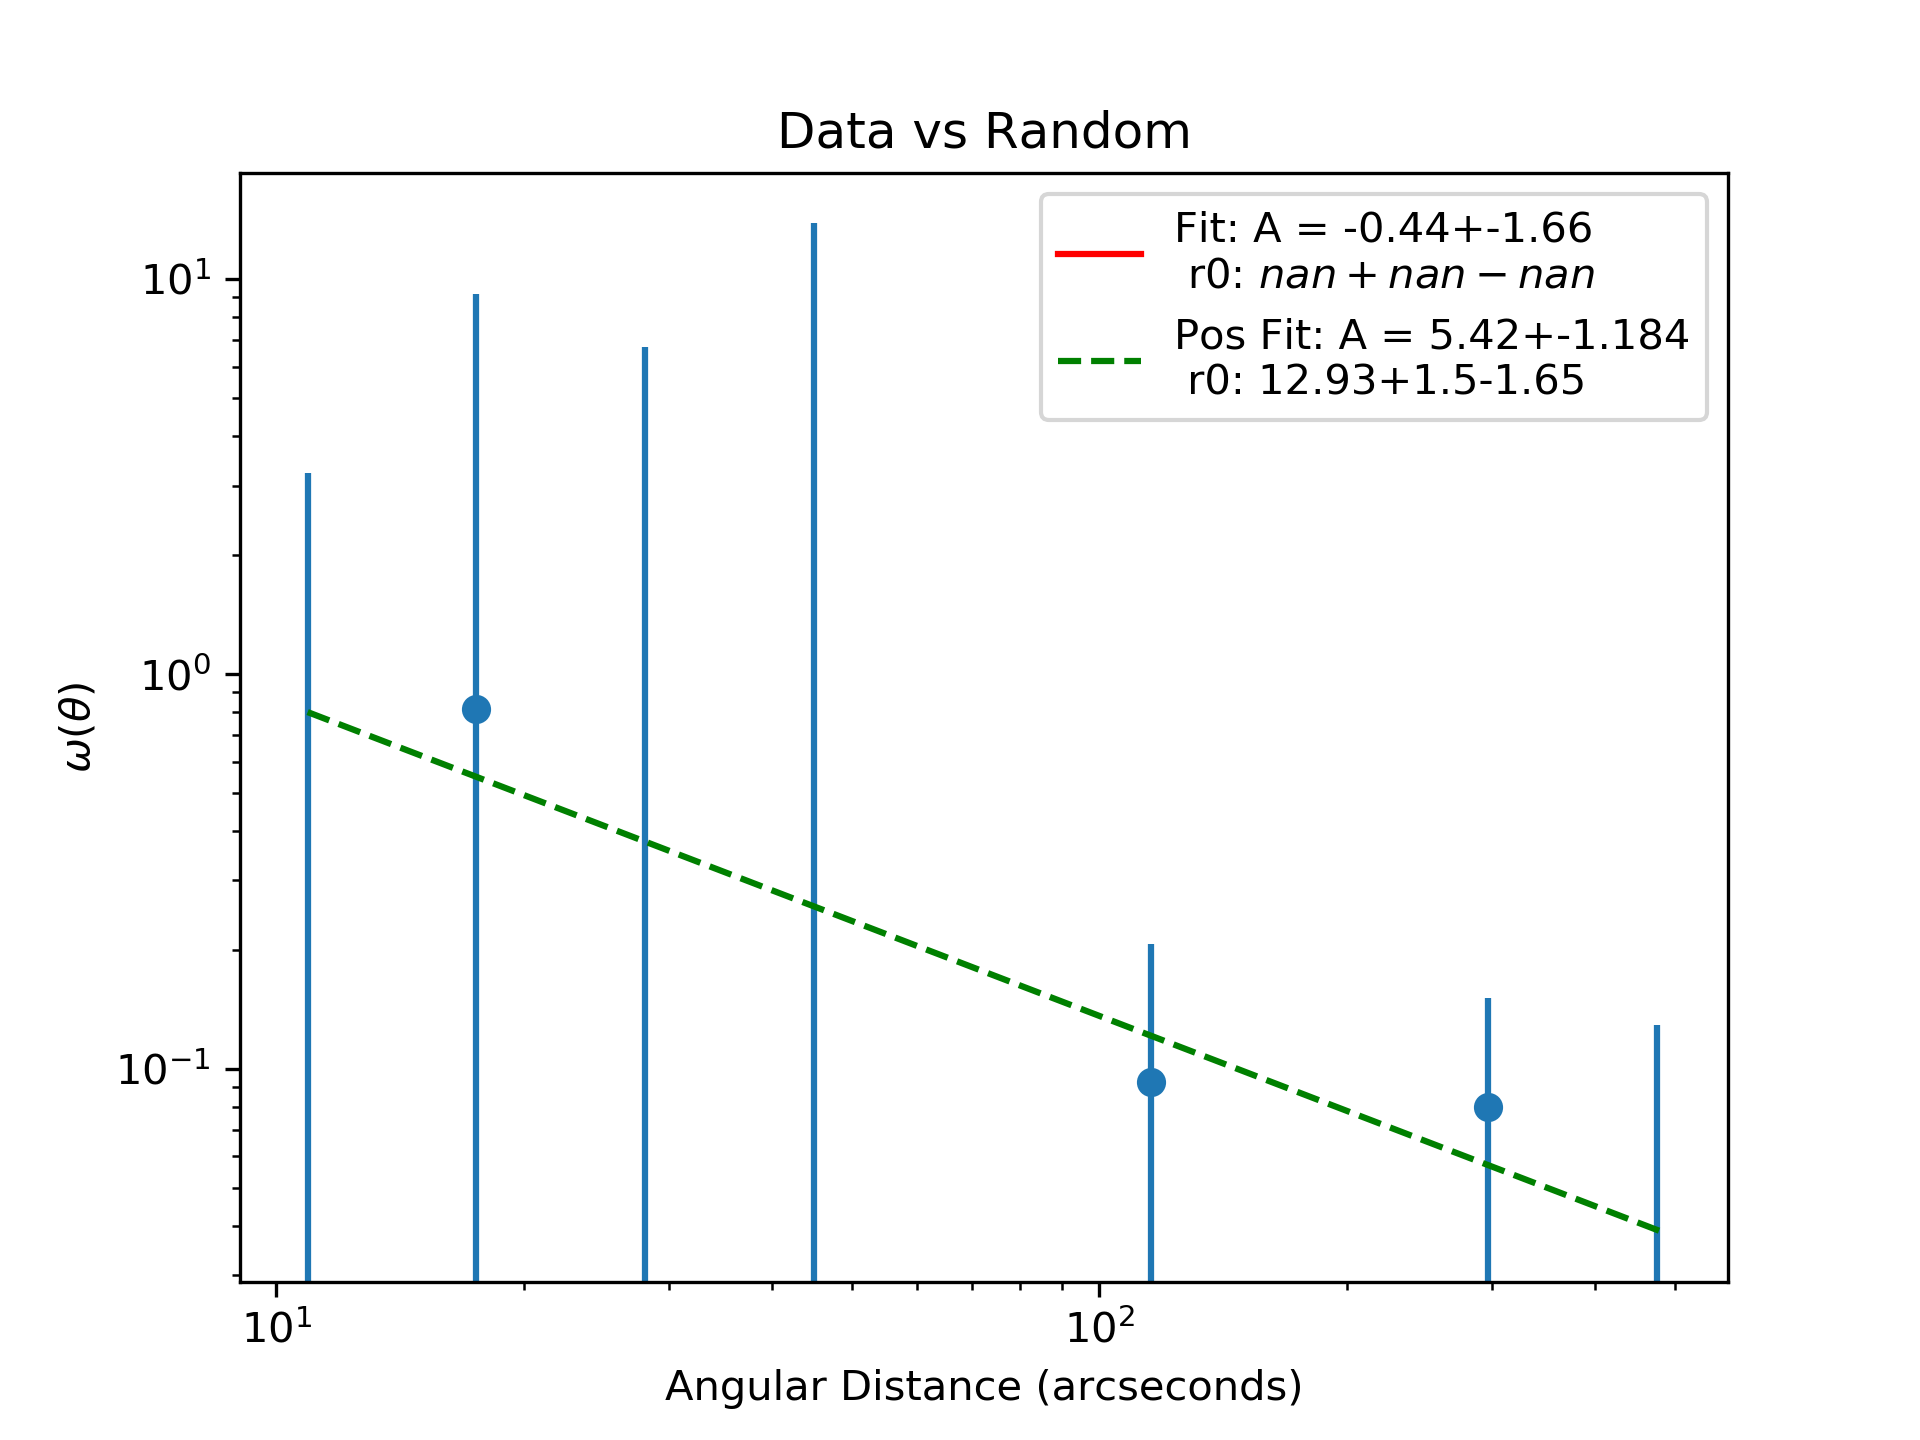 Data vs Random
Fit: A = -0.44+-1.66
r0: nan + nan − nan
Pos Fit: A = 5.42+-1.184
r0: 12.93+1.5-1.65
10¹
10⁰
10⁻¹
ω(θ)
10¹ 10²
Angular Distance (arcseconds)